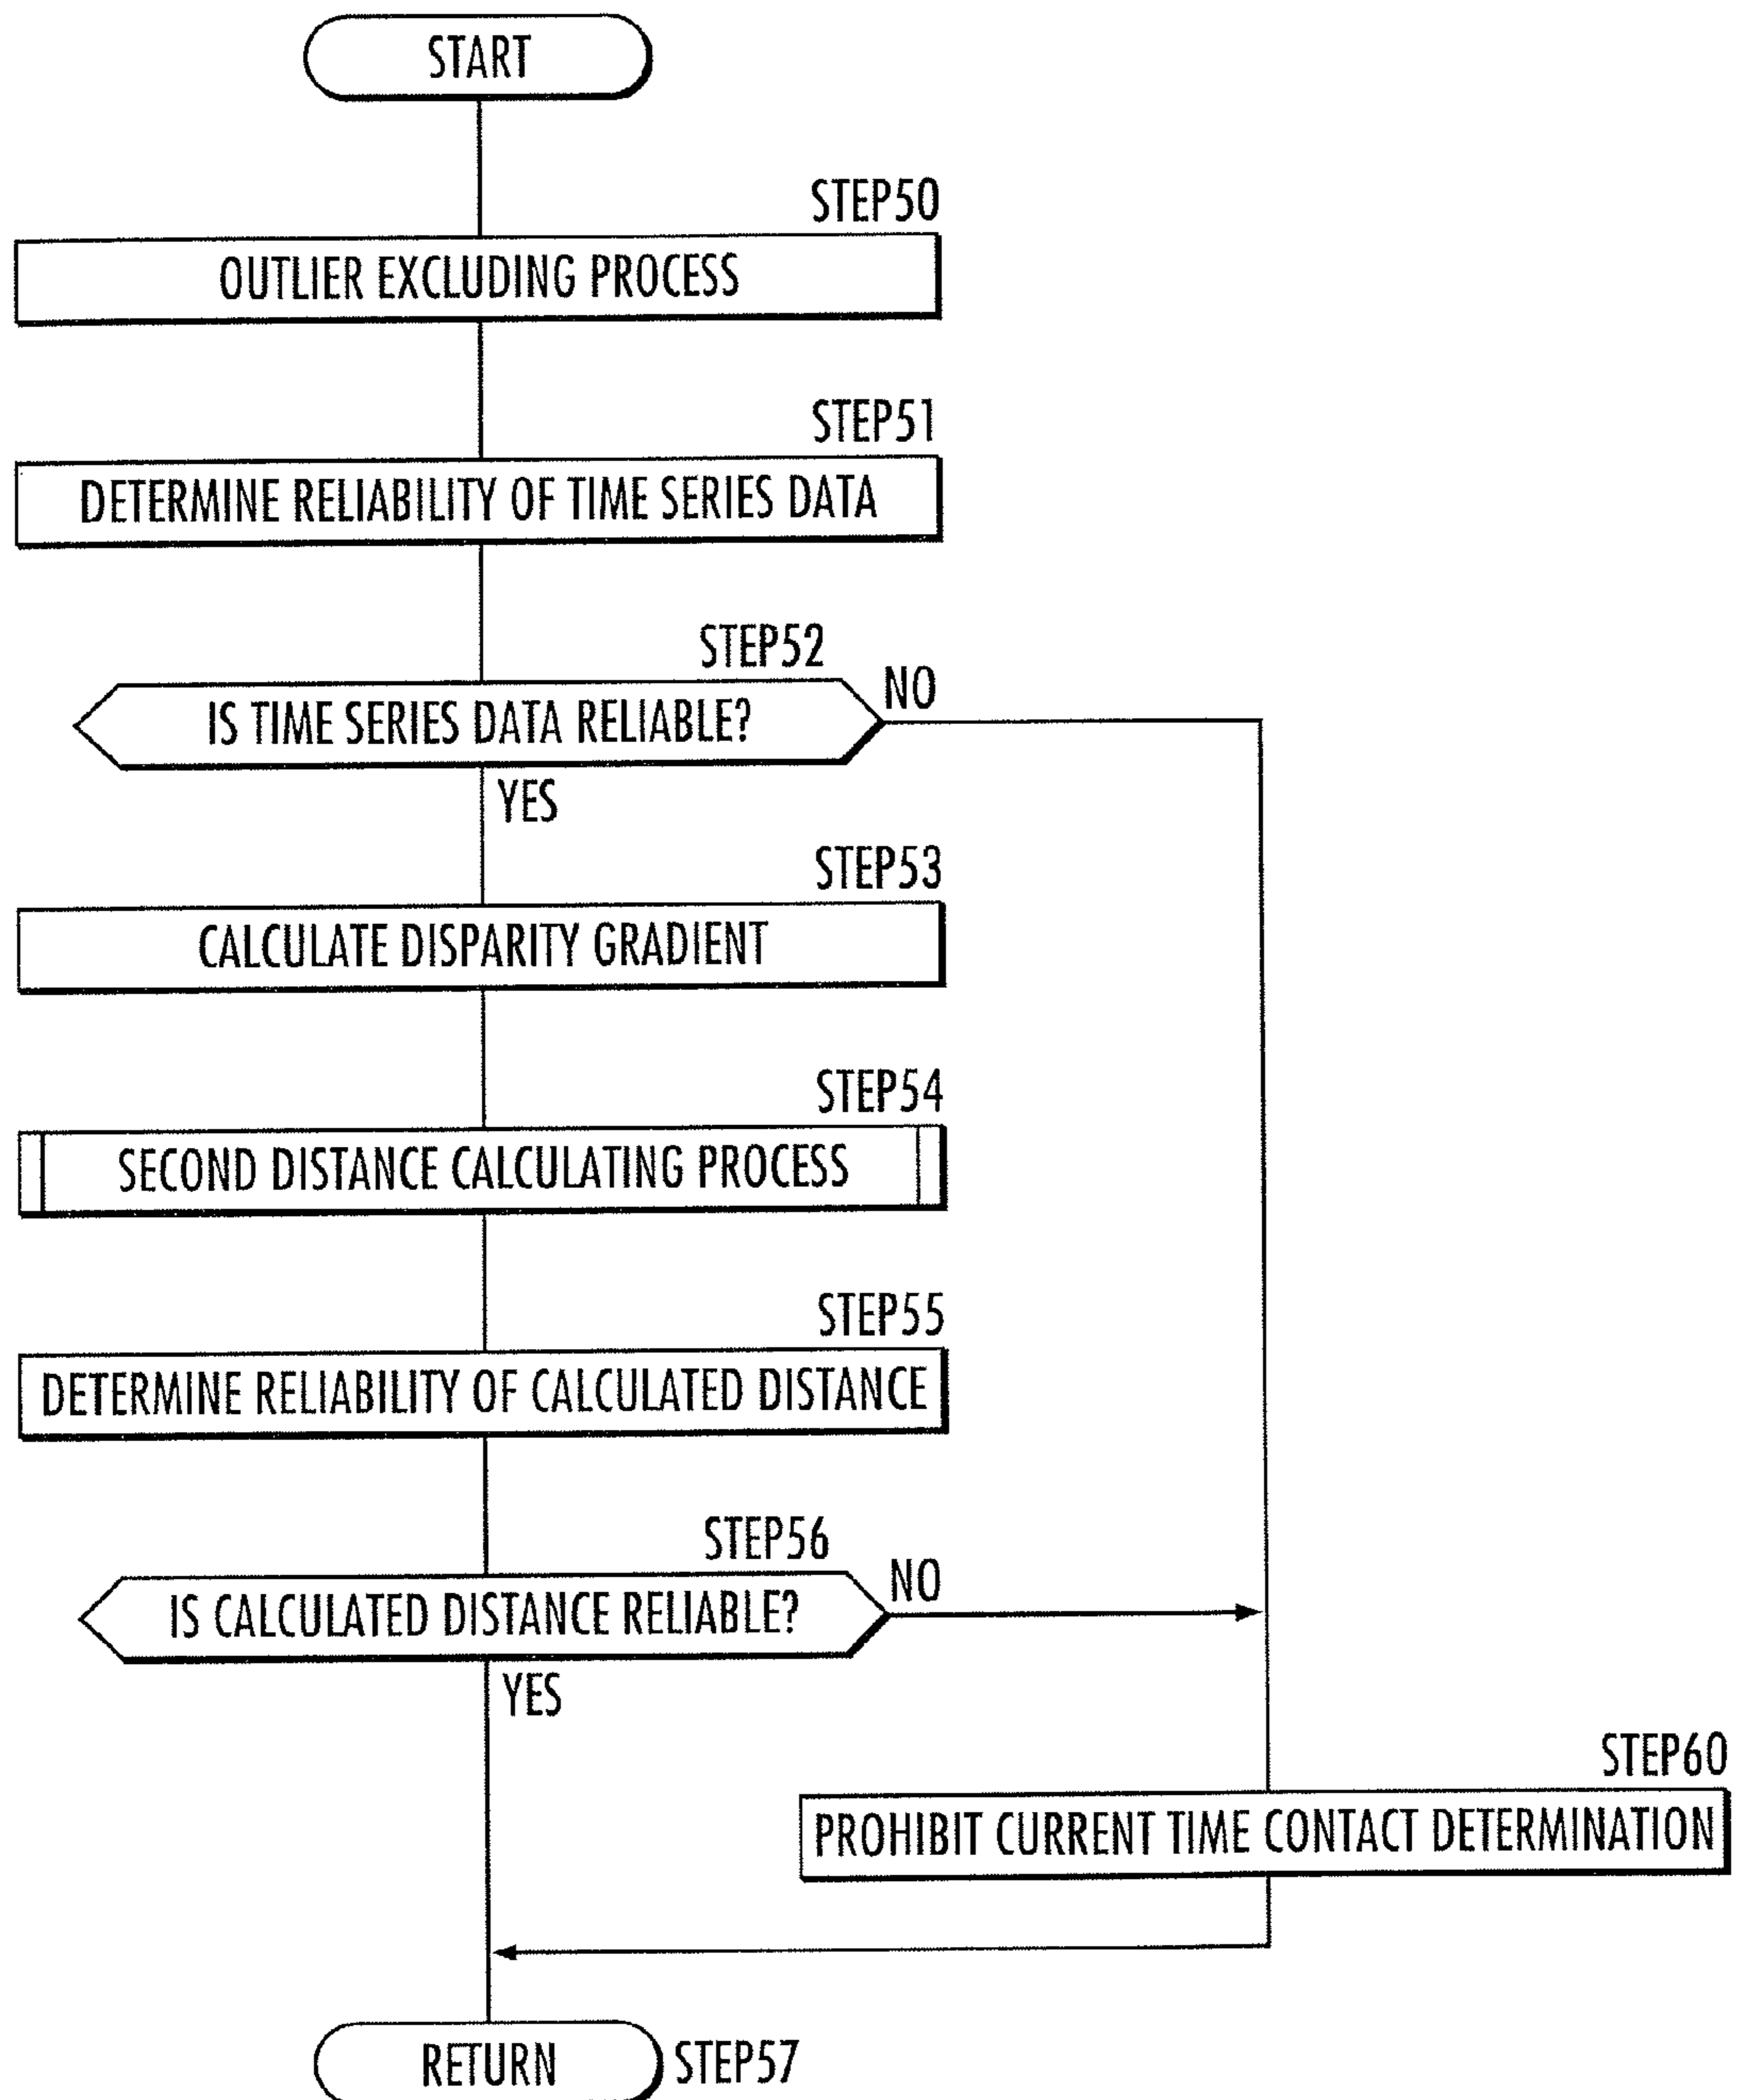 START
STEP50
OUTLIER EXCLUDING PROCESS
STEP51
DETERMINE RELIABILITY OF TIME SERIES DATA
STEP52
IS TIME SERIES DATA RELIABLE?
NO
YES
STEP53
CALCULATE DISPARITY GRADIENT
STEP54
SECOND DISTANCE CALCULATING PROCESS
STEP55
DETERMINE RELIABILITY OF CALCULATED DISTANCE
STEP56
IS CALCULATED DISTANCE RELIABLE?
NO
YES
STEP60
PROHIBIT CURRENT TIME CONTACT DETERMINATION
RETURN
STEP57